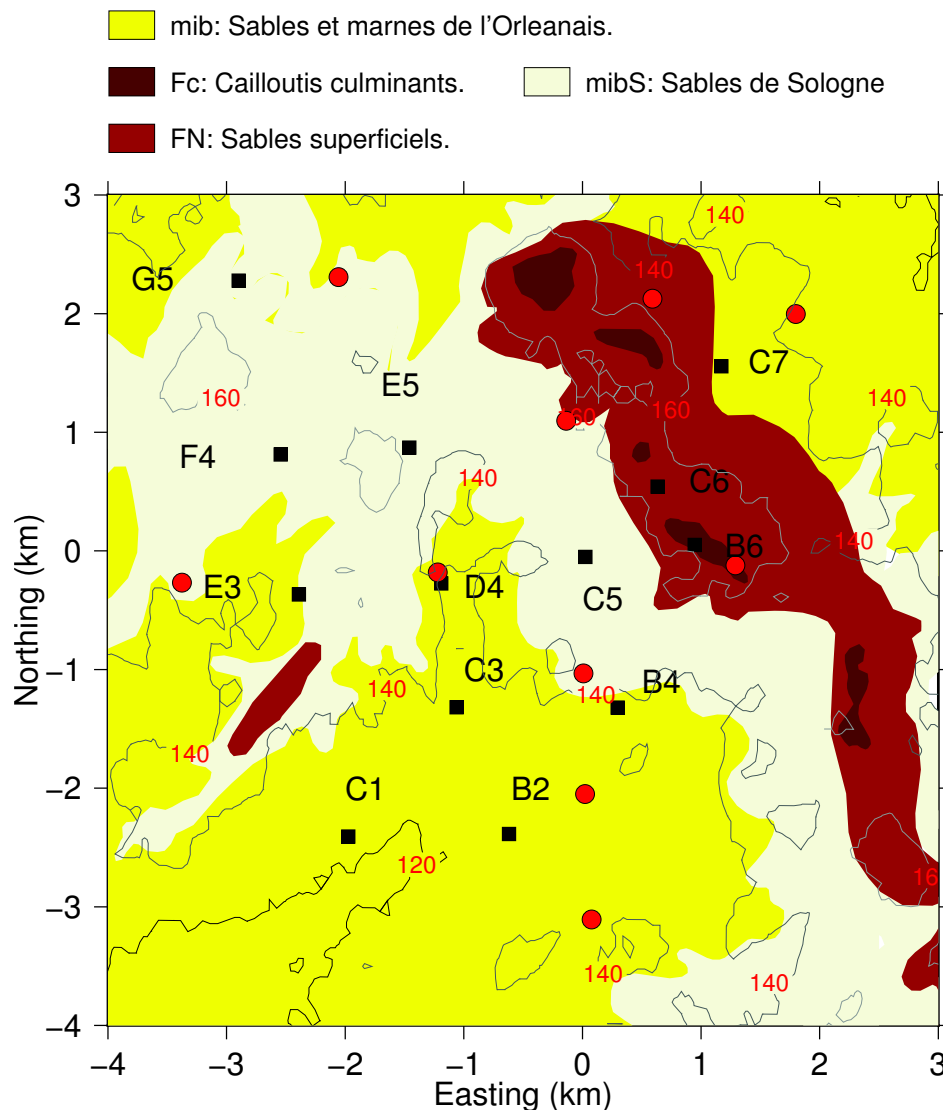 mib: Sables et marnes de l'Orleanais.
Fc: Cailloutis culminants. mibS: Sables de Sologne
FN: Sables superficiels.
3
2
1
0
−1
−2
−3
−4
Northing (km)
140
G5
140
C7
E5
160
140
160
160
F4
140
C6
140
B6
E3
D4
C5
C3
B4
140
140
140
C1
B2
120
16
140
140
−4 −3 −2 −1 0 1 2 3
Easting (km)